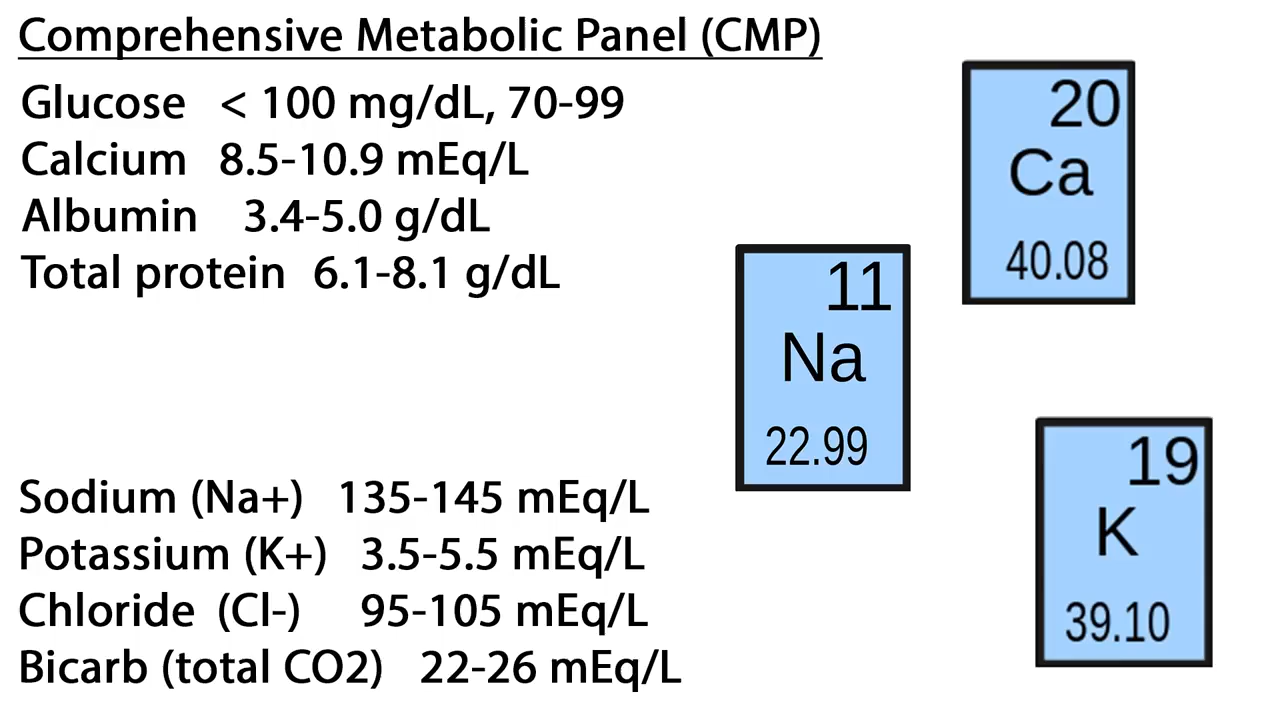 Comprehensive Metabolic Panel (CMP)
Glucose < 100 mg/dL, 70-99
Calcium 8.5-10.9 mEq/L
Albumin 3.4-5.0 g/dL
Total protein 6.1-8.1 g/dL
Sodium (Na+) 135-145 mEq/L
Potassium (K+) 3.5-5.5 mEq/L
Chloride (Cl-) 95-105 mEq/L
Bicarb (total CO2) 22-26 mEq/L
20
Ca
40.08
11
Na
22.99
19
K
39.10